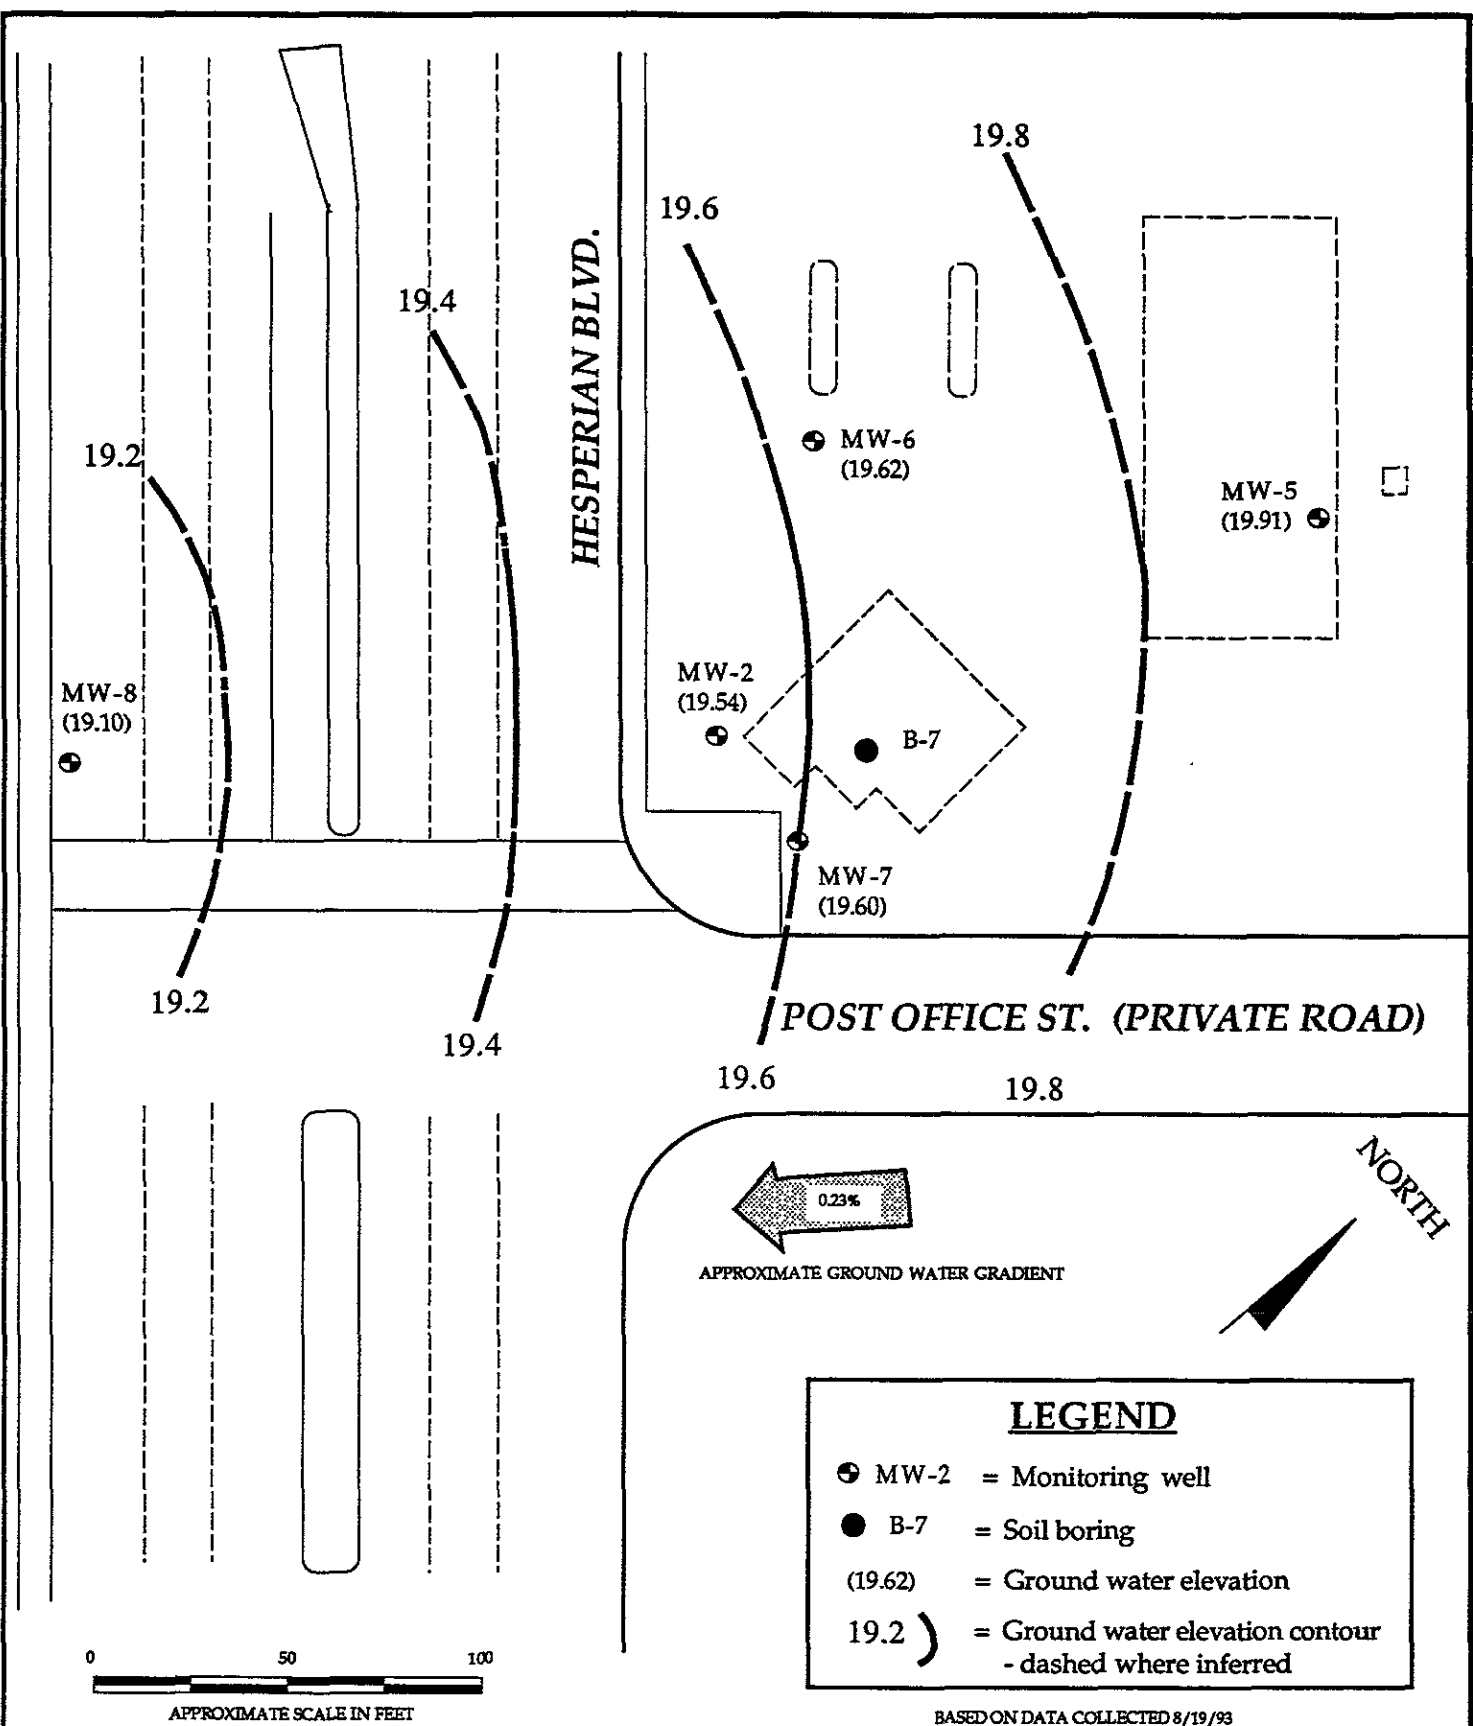 19.8
19.6
19.4
HESPERIAN BLVD.
19.2
MW-6
(19.62)
MW-5
(19.91)
MW-2
(19.54)
MW-8
(19.10)
B-7
MW-7
(19.60)
19.2
19.4
POST OFFICE ST. (PRIVATE ROAD)
19.6
19.8
0.23%
APPROXIMATE GROUND WATER GRADIENT
NORTH
LEGEND
MW-2 = Monitoring well
B-7 = Soil boring
(19.62) = Ground water elevation
19.2 = Ground water elevation contour
- dashed where inferred
0 50 100
APPROXIMATE SCALE IN FEET
BASED ON DATA COLLECTED 8/19/93